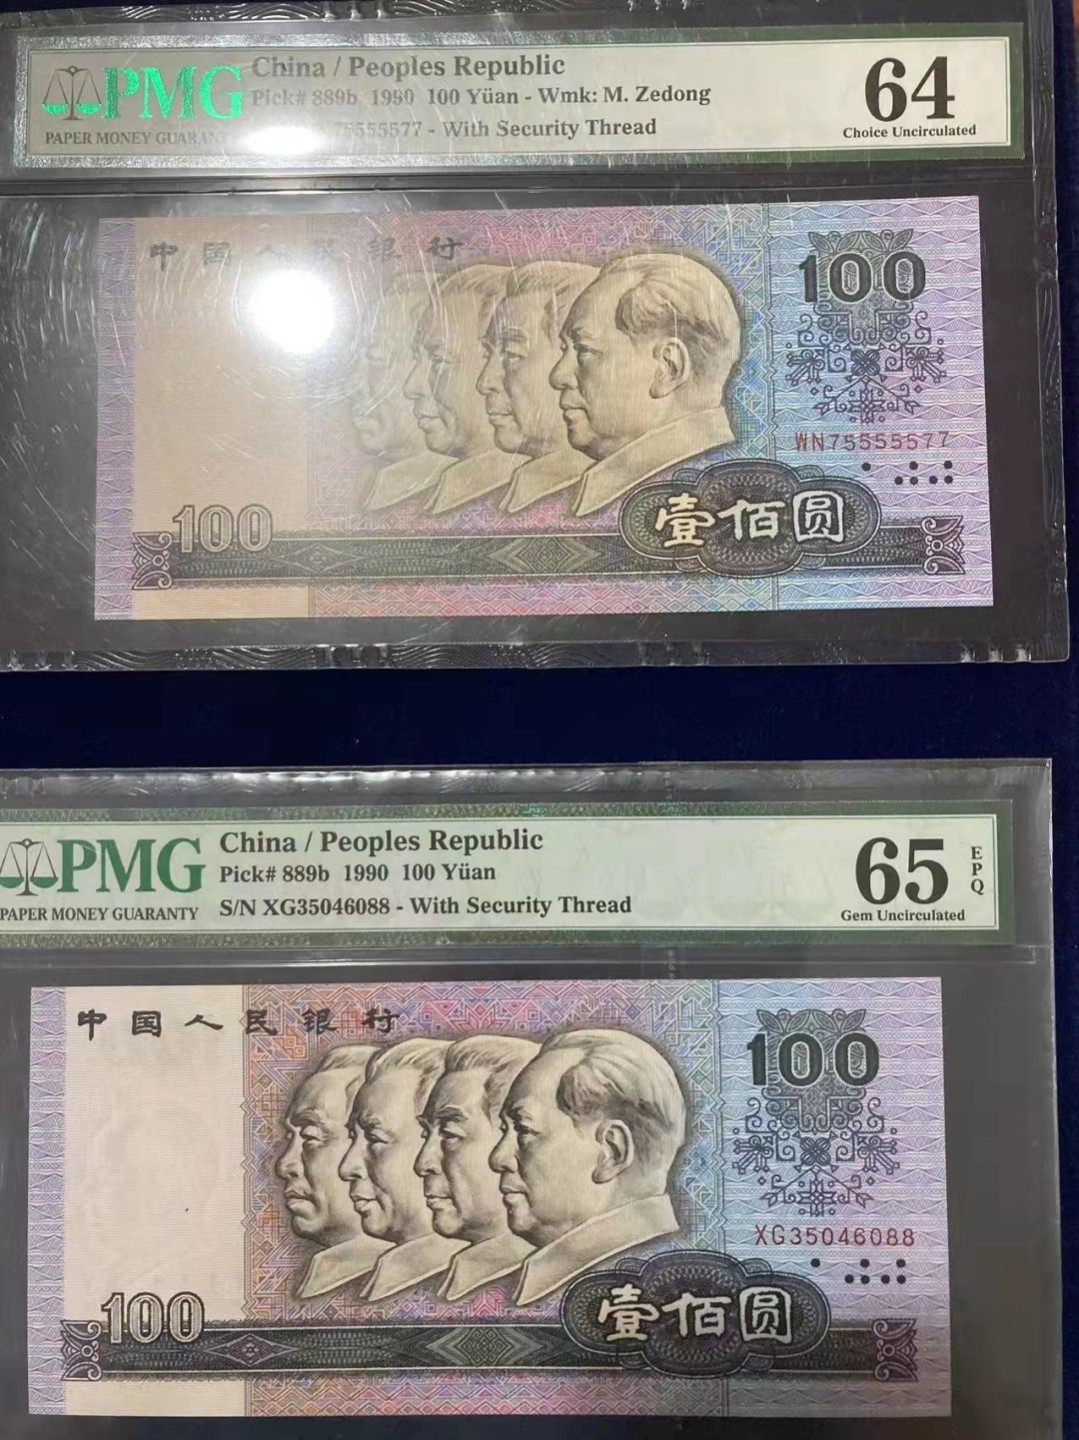 PMG
PAPER MONEY GUARAN
China / Peoples Republic
Pick# 889b 1990 100 Yüan - Wmk: M. Zedong
75555577 - With Security Thread
64
Choice Uncirculated
中国人民银行
100
WN75555577
100
壹佰圆
PMG
PAPER MONEY GUARANTY
China / Peoples Republic
Pick# 889b 1990 100 Yüan
S/N XG35046088 - With Security Thread
65
EPQ
Gem Uncirculated
中国人民银行
100
XG35046088
100
壹佰圆